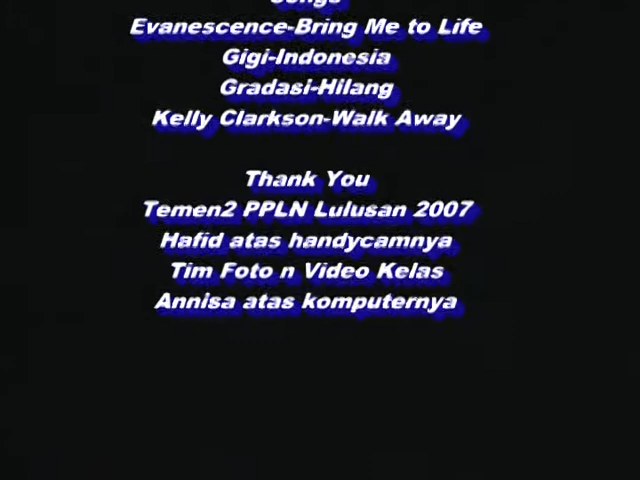 Songs
Evanescence-Bring Me to Life
Gigi-Indonesia
Gradasi-Hilang
Kelly Clarkson-Walk Away
Thank You
Temen2 PPLN Lulusan 2007
Hafid atas handycamnya
Tim Foto n Video Kelas
Annisa atas komputernya